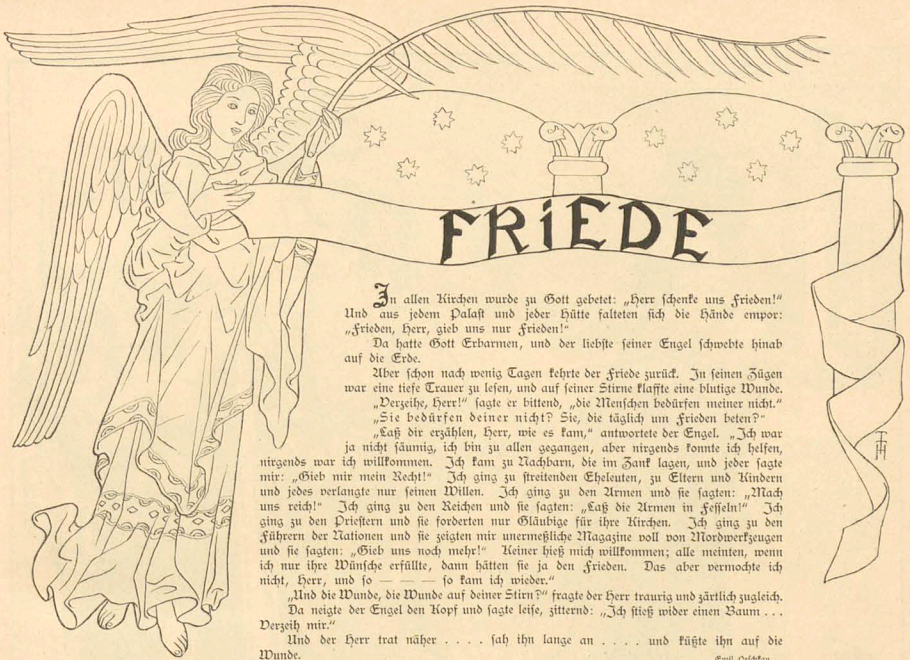 FRiEDE
In allen Kirchen wurde zu Gott gebetet: „Herr schenke uns Frieden!“
Und aus jedem Palast und jeder Hütte falteten sich die Hände empor:
„Frieden, Herr, gieb uns nur Frieden!“
Da hatte Gott Erbarmen, und der liebste seiner Engel schwebte hinab
auf die Erde.
Aber schon nach wenig Tagen kehrte der Friede zurück. In seinen Zügen
war eine tiefe Trauer zu lesen, und auf seiner Stirne klaffte eine blutige Wunde.
„Verzeihe, Herr!“ sagte er bittend, „die Menschen bedürfen meiner nicht.“
„Sie bedürfen deiner nicht? Sie, die täglich um Frieden beten?“
„Laß dir erzählen, Herr, wie es kam,“ antwortete der Engel. „Ich war
ja nicht säumig, ich bin zu allen gegangen, aber nirgends konnte ich helfen,
nirgends war ich willkommen. Ich kam zu Nachbarn, die im Zank lagen, und jeder sagte
mir: „Gieb mir mein Recht!“ Ich ging zu streitenden Eheleuten, zu Eltern und Kindern
und jedes verlangte nur seinen Willen. Ich ging zu den Armen und sie sagten: „Mach
uns reich!“ Ich ging zu den Reichen und sie sagten: „Laß die Armen in Fesseln!“ Ich
ging zu den Priestern und sie forderten nur Gläubige für ihre Kirchen. Ich ging zu den
Führern der Nationen und sie zeigten mir unermeßliche Magazine voll von Mordwerkzeugen
und sie sagten: „Gieb uns noch mehr!“ Keiner hieß mich willkommen; alle meinten, wenn
ich nur ihre Wünsche erfüllte, dann hätten sie ja den Frieden. Das aber vermochte ich
nicht, Herr, und so — — — so kam ich wieder.“
„Und die Wunde, die Wunde auf deiner Stirn?“ fragte der Herr traurig und zärtlich zugleich.
Da neigte der Engel den Kopf und sagte leise, zitternd: „Ich stieß wider einen Baum ...
Verzeih mir.“
Und der Herr trat näher . . . . sah ihn lange an . . . . und küßte ihn auf die
Wunde.
Emil